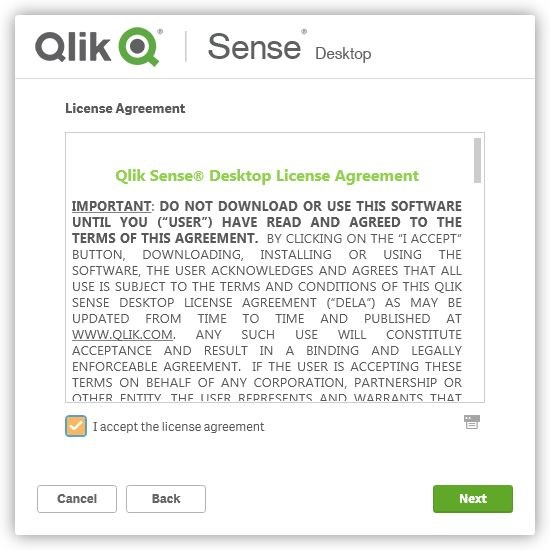 Qlik Q® | Sense® Desktop
License Agreement
Qlik Sense® Desktop License Agreement
IMPORTANT: DO NOT DOWNLOAD OR USE THIS SOFTWARE
UNTIL YOU (“USER”) HAVE READ AND AGREED TO THE
TERMS OF THIS AGREEMENT. BY CLICKING ON THE “I ACCEPT”
BUTTON, DOWNLOADING, INSTALLING OR USING THE
SOFTWARE, THE USER ACKNOWLEDGES AND AGREES THAT ALL
USE IS SUBJECT TO THE TERMS AND CONDITIONS OF THIS QLIK
SENSE DESKTOP LICENSE AGREEMENT (“DELA”) AS MAY BE
UPDATED FROM TIME TO TIME AND PUBLISHED AT
WWW.QLIK.COM. ANY SUCH USE WILL CONSTITUTE
ACCEPTANCE AND RESULT IN A BINDING AND LEGALLY
ENFORCEABLE AGREEMENT. IF THE USER IS ACCEPTING THESE
TERMS ON BEHALF OF ANY CORPORATION, PARTNERSHIP OR
OTHER ENTITY, THE USER REPRESENTS AND WARRANTS THAT
I accept the license agreement
Cancel
Back
Next